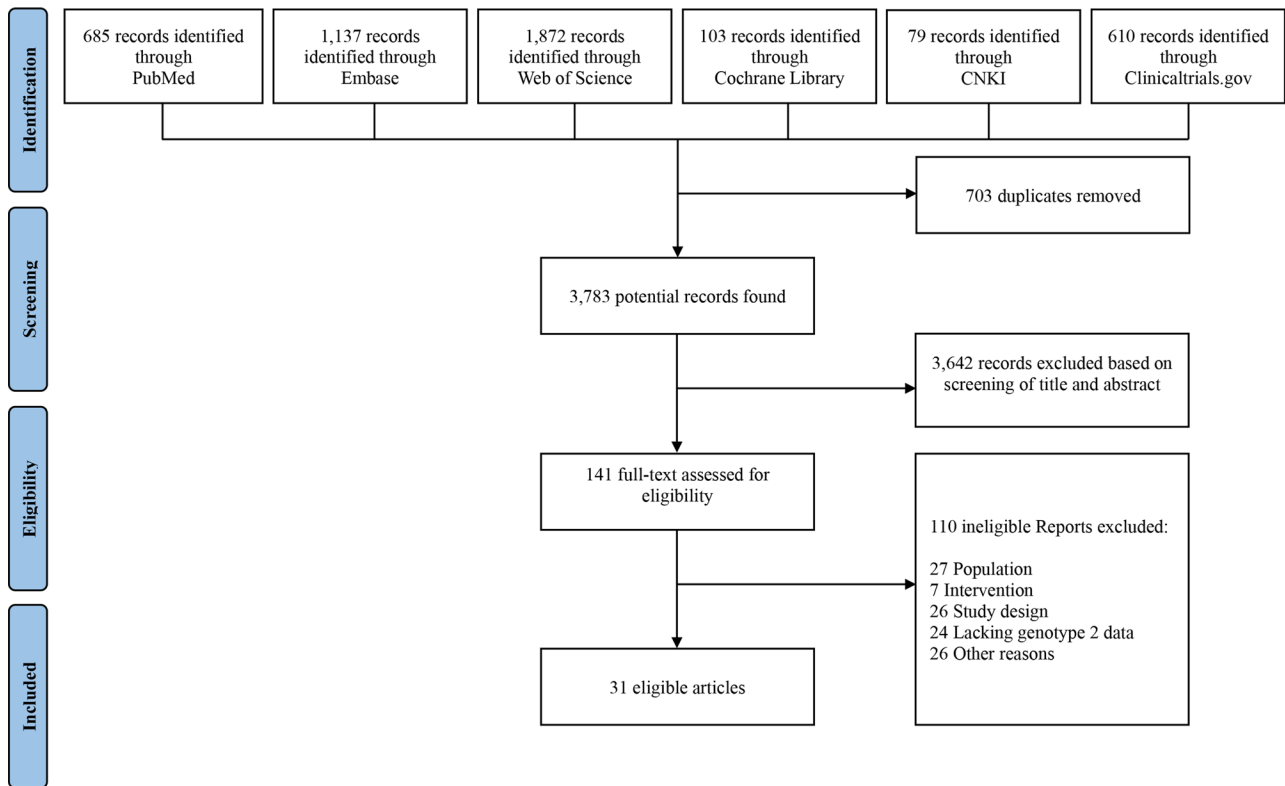 Identification
685 records identified
through
PubMed
1,137 records
identified through
Embase
1,872 records
identified through
Web of Science
103 records identified
through
Cochrane Library
79 records identified
through
CNKI
610 records identified
through
Clinicaltrials.gov
703 duplicates removed
Screening
3,783 potential records found
3,642 records excluded based on
screening of title and abstract
Eligibility
141 full-text assessed for
eligibility
110 ineligible Reports excluded:
27 Population
7 Intervention
26 Study design
24 Lacking genotype 2 data
26 Other reasons
Included
31 eligible articles